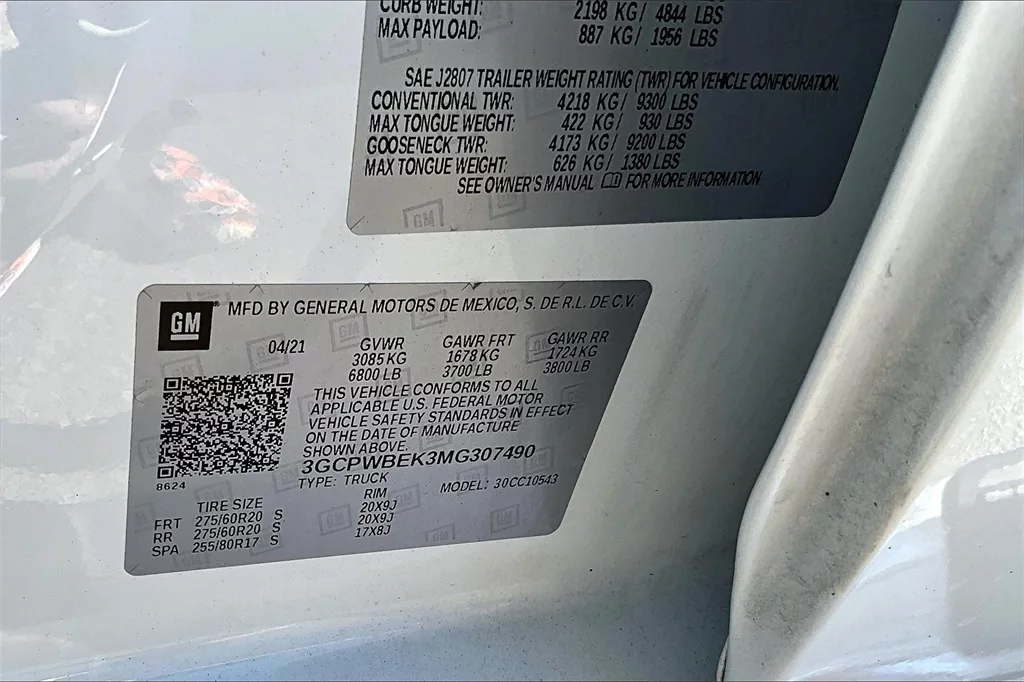 CURB WEIGHT: 2198 KG/ 4844 LBS
MAX PAYLOAD: 887 KG/ 1956 LBS
SAE J2807 TRAILER WEIGHT RATING (TWR) FOR VEHICLE CONFIGURATION.
CONVENTIONAL TWR: 4218 KG/ 9300 LBS
MAX TONGUE WEIGHT: 422 KG/ 930 LBS
GOOSENECK TWR: 4173 KG/ 9200 LBS
MAX TONGUE WEIGHT: 626 KG/ 1380 LBS
SEE OWNER'S MANUAL FOR MORE INFORMATION
GM
GM MFD BY GENERAL MOTORS DE MEXICO, S. DE R.L. DE C.V.
04/21 GVWR GAWR FRT GAWR RR
3085 KG 1678 KG 1724 KG
6800 LB 3700 LB 3800 LB
THIS VEHICLE CONFORMS TO ALL
APPLICABLE U.S. FEDERAL MOTOR
VEHICLE SAFETY STANDARDS IN EFFECT
ON THE DATE OF MANUFACTURE
SHOWN ABOVE.
3GCPWBEK3MG307490
8624 TYPE: TRUCK MODEL: 30CC10543
TIRE SIZE RIM
FRT 275/60R20 S 20X9J
RR 275/60R20 S 20X9J
SPA 255/80R17 S 17X8J